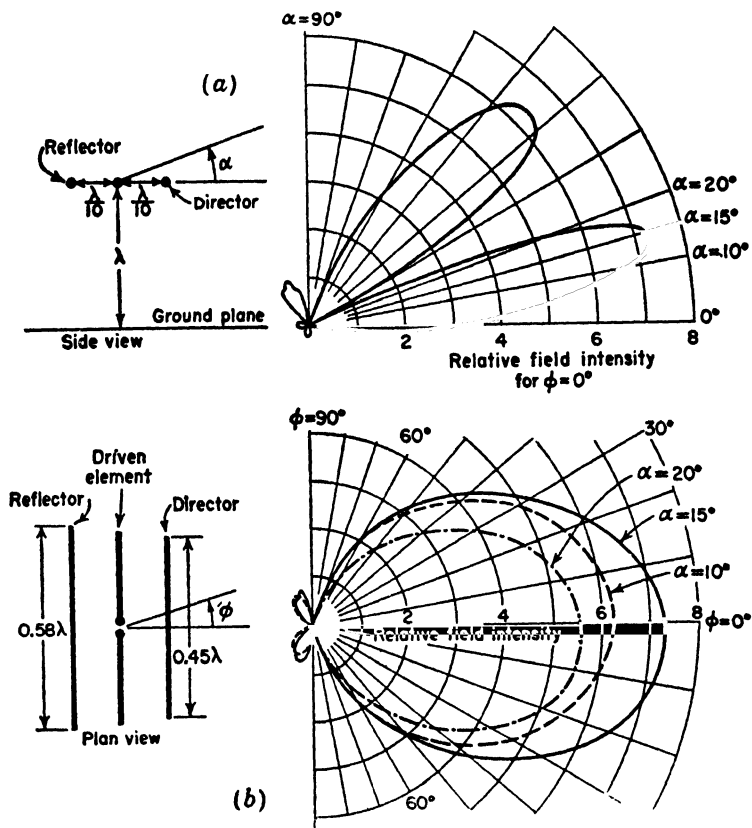 α=90°
(a)
Reflector
α
λ/10
λ/10
Director
λ
Ground plane
Side view
α=20°
α=15°
α=10°
0°
0
2
4
6
8
Relative field intensity
for ϕ=0°
ϕ=90°
60°
30°
α=20°
α=15°
α=10°
Driven
element
Reflector
Director
ϕ
0.58λ
0.45λ
Plan view
4
6
8
ϕ=0°
Relative field intensity
60°
(b)